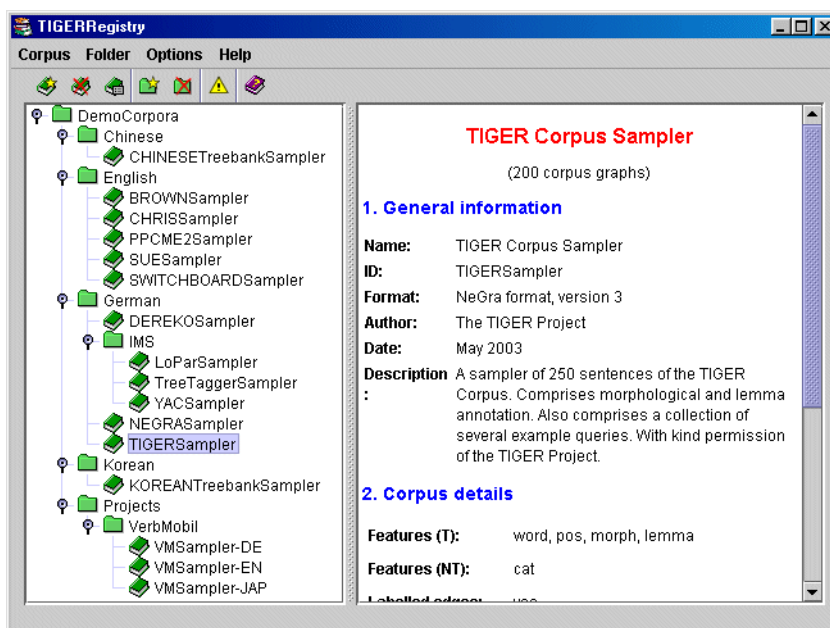 TIGERRegistry
Corpus Folder Options Help
DemoCorpora
Chinese
CHINESETreebankSampler
English
BROWNSampler
CHRISSampler
PPCME2Sampler
SUESampler
SWITCHBOARDSampler
German
DEREKOSampler
IMS
LoParSampler
TreeTaggerSampler
YACSampler
NEGRASampler
TIGERSampler
Korean
KOREANTreebankSampler
Projects
VerbMobil
VMSampler-DE
VMSampler-EN
VMSampler-JAP
TIGER Corpus Sampler
(200 corpus graphs)
1. General information
Name: TIGER Corpus Sampler
ID: TIGERSampler
Format: NeGra format, version 3
Author: The TIGER Project
Date: May 2003
Description A sampler of 250 sentences of the TIGER
: Corpus. Comprises morphological and lemma
annotation. Also comprises a collection of
several example queries. With kind permission
of the TIGER Project.
2. Corpus details
Features (T): word, pos, morph, lemma
Features (NT): cat
Labelled edges: